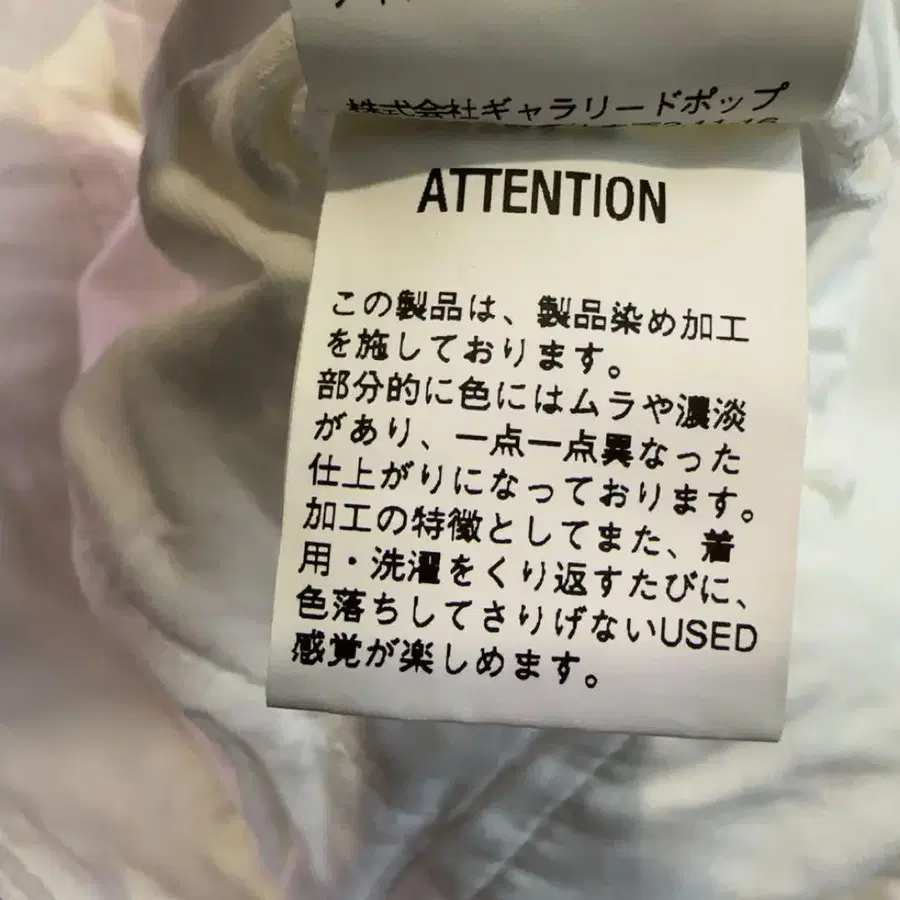 株式会社ギャラリードポップ
ATTENTION
この製品は、製品染め加工
を施しております。
部分的に色にはムラや濃淡
があり、一点一点異なった
仕上がりになっております。
加工の特徴としてまた、着
用・洗濯をくり返すたびに、
色落ちしてさりげないUSED
感覚が楽しめます。